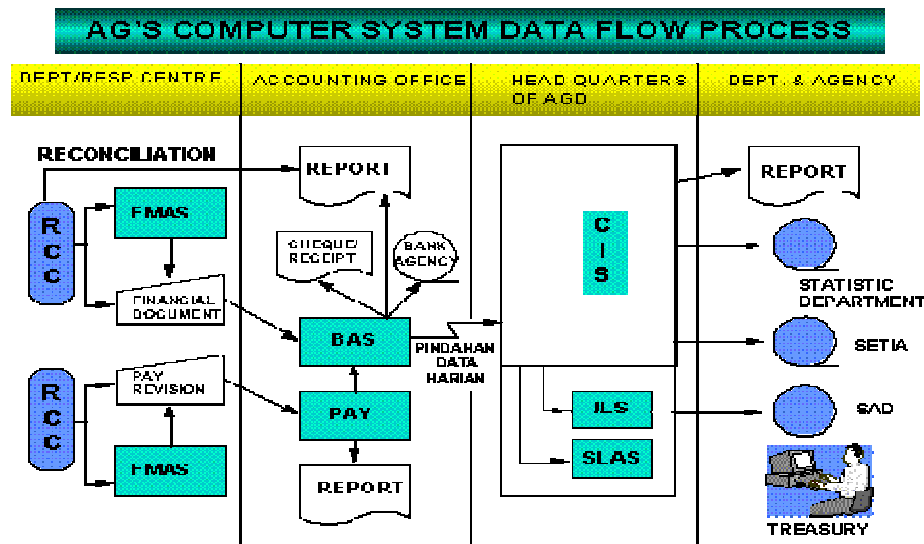 AG'S COMPUTER SYSTEM DATA FLOW PROCESS
DEPT/RESP. CENTRE
ACCOUNTING OFFICE
HEAD QUARTERS
OF AGD
DEPT. & AGENCY
RECONCILIATION
RCC
FMAS
FINANCIAL
DOCUMENT
RCC
PAY
REVISION
FMAS
REPORT
CHEQUE/
RECEIPT
BANK
AGENCY
BAS
PINDAHAN
DATA
HARIAN
PAY
REPORT
CIS
JLS
SLAS
REPORT
STATISTIC
DEPARTMENT
SETIA
SAD
TREASURY